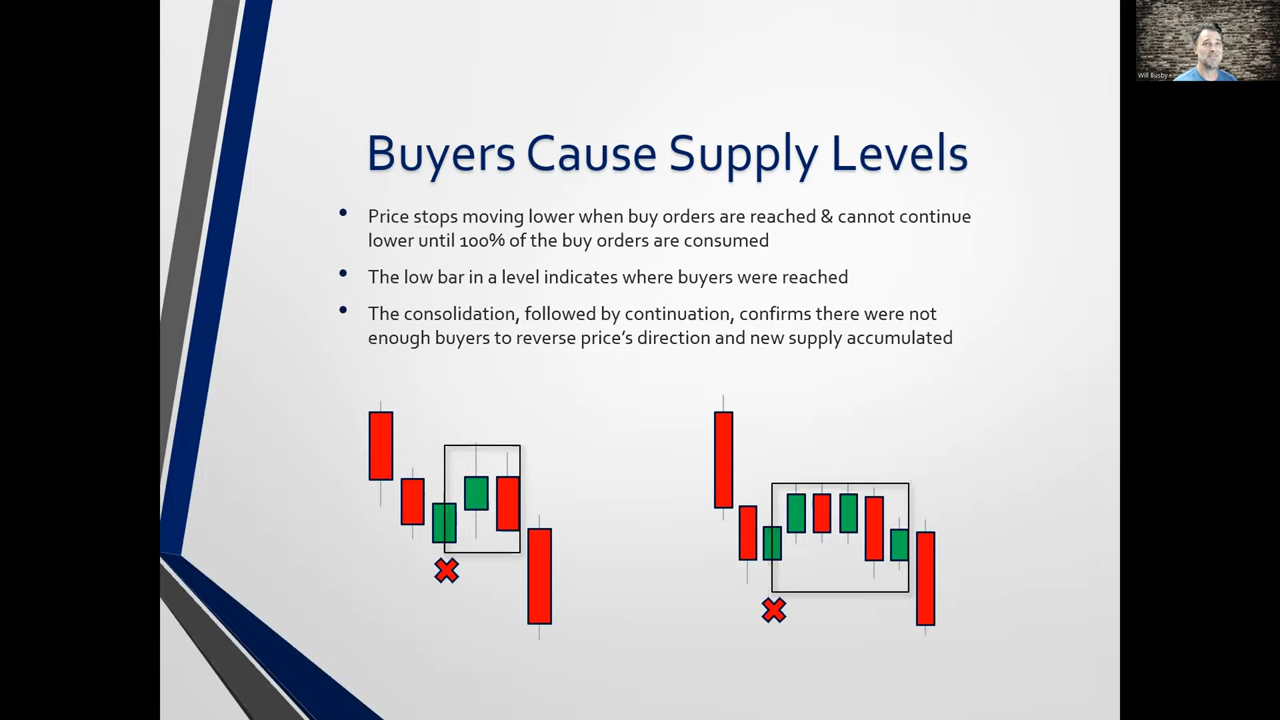 Will Busby
Buyers Cause Supply Levels
• Price stops moving lower when buy orders are reached & cannot continue
lower until 100% of the buy orders are consumed
• The low bar in a level indicates where buyers were reached
• The consolidation, followed by continuation, confirms there were not
enough buyers to reverse price's direction and new supply accumulated